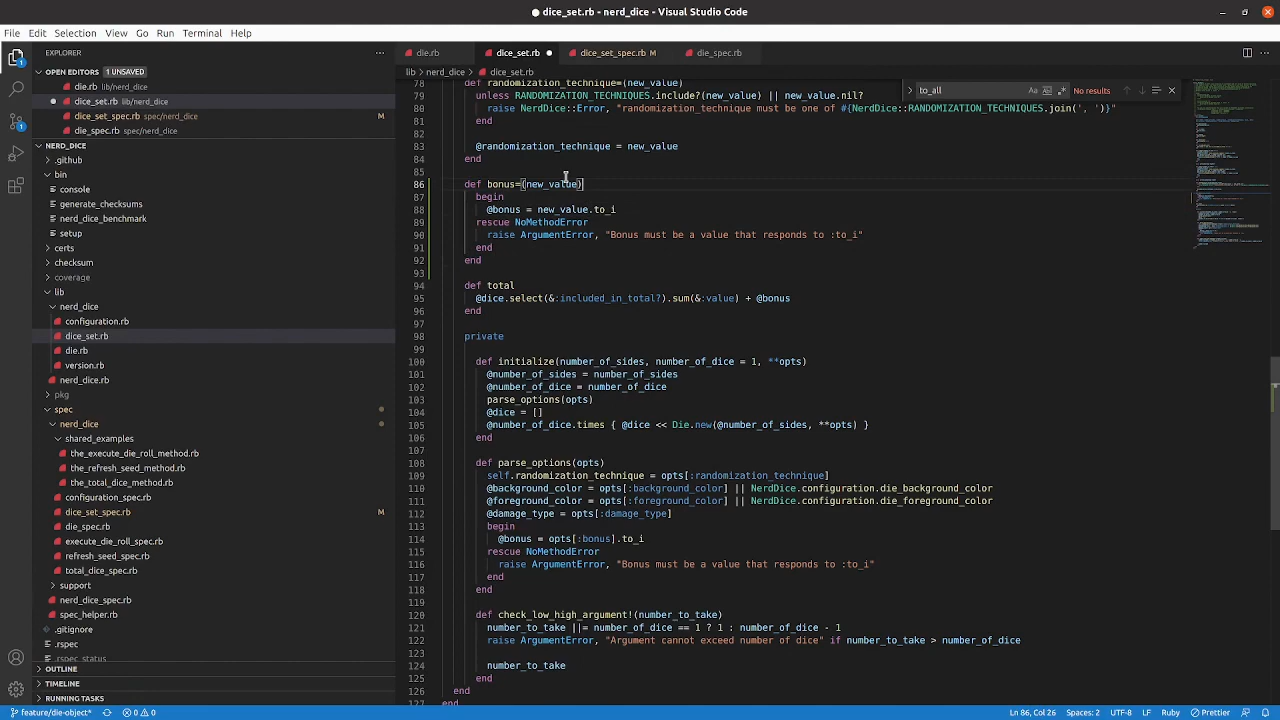 dice_set.rb - nerd_dice - Visual Studio Code
File Edit Selection View Go Run Terminal Help
EXPLORER
OPEN EDITORS 1 UNSAVED
die.rb lib/nerd_dice
dice_set.rb lib/nerd_dice
dice_set_spec.rb spec/nerd_dice M
die_spec.rb spec/nerd_dice
NERD_DICE
.github
bin
console
generate_checksums
nerd_dice_benchmark
setup
certs
checksum
coverage
lib
nerd_dice
configuration.rb
dice_set.rb
die.rb
version.rb
nerd_dice.rb
pkg
spec
nerd_dice
shared_examples
the_execute_die_roll_method.rb
the_refresh_seed_method.rb
the_total_dice_method.rb
configuration_spec.rb
dice_set_spec.rb M
die_spec.rb
execute_die_roll_spec.rb
refresh_seed_spec.rb
total_dice_spec.rb
support
nerd_dice_spec.rb
spec_helper.rb
.gitignore
.rspec
.rspec_status
OUTLINE
TIMELINE
RUNNING TASKS
die.rb dice_set.rb dice_set_spec.rb M die_spec.rb
lib > nerd_dice > dice_set.rb
to_all Aa No results
78 def randomization_technique=(new_value)
79 unless RANDOMIZATION_TECHNIQUES.include?(new_value) || new_value.nil?
80 raise NerdDice::Error, "randomization_technique must be one of #{NerdDice::RANDOMIZATION_TECHNIQUES.join(', ')}"
81 end
82
83 @randomization_technique = new_value
84 end
85
86 def bonus=(new_value)
87 begin
88 @bonus = new_value.to_i
89 rescue NoMethodError
90 raise ArgumentError, "Bonus must be a value that responds to :to_i"
91 end
92 end
93
94 def total
95 @dice.select(&:included_in_total?).sum(&:value) + @bonus
96 end
97
98 private
99
100 def initialize(number_of_sides, number_of_dice = 1, **opts)
101 @number_of_sides = number_of_sides
102 @number_of_dice = number_of_dice
103 parse_options(opts)
104 @dice = []
105 @number_of_dice.times { @dice << Die.new(@number_of_sides, **opts) }
106 end
107
108 def parse_options(opts)
109 self.randomization_technique = opts[:randomization_technique]
110 @background_color = opts[:background_color] || NerdDice.configuration.die_background_color
111 @foreground_color = opts[:foreground_color] || NerdDice.configuration.die_foreground_color
112 @damage_type = opts[:damage_type]
113 begin
114 @bonus = opts[:bonus].to_i
115 rescue NoMethodError
116 raise ArgumentError, "Bonus must be a value that responds to :to_i"
117 end
118 end
119
120 def check_low_high_argument!(number_to_take)
121 number_to_take ||= number_of_dice == 1 ? 1 : number_of_dice - 1
122 raise ArgumentError, "Argument cannot exceed number of dice" if number_to_take > number_of_dice
123
124 number_to_take
125 end
126 end
127 end
feature/die-object* 0 0 Ln 86, Col 26 Spaces: 2 UTF-8 LF Ruby Prettier